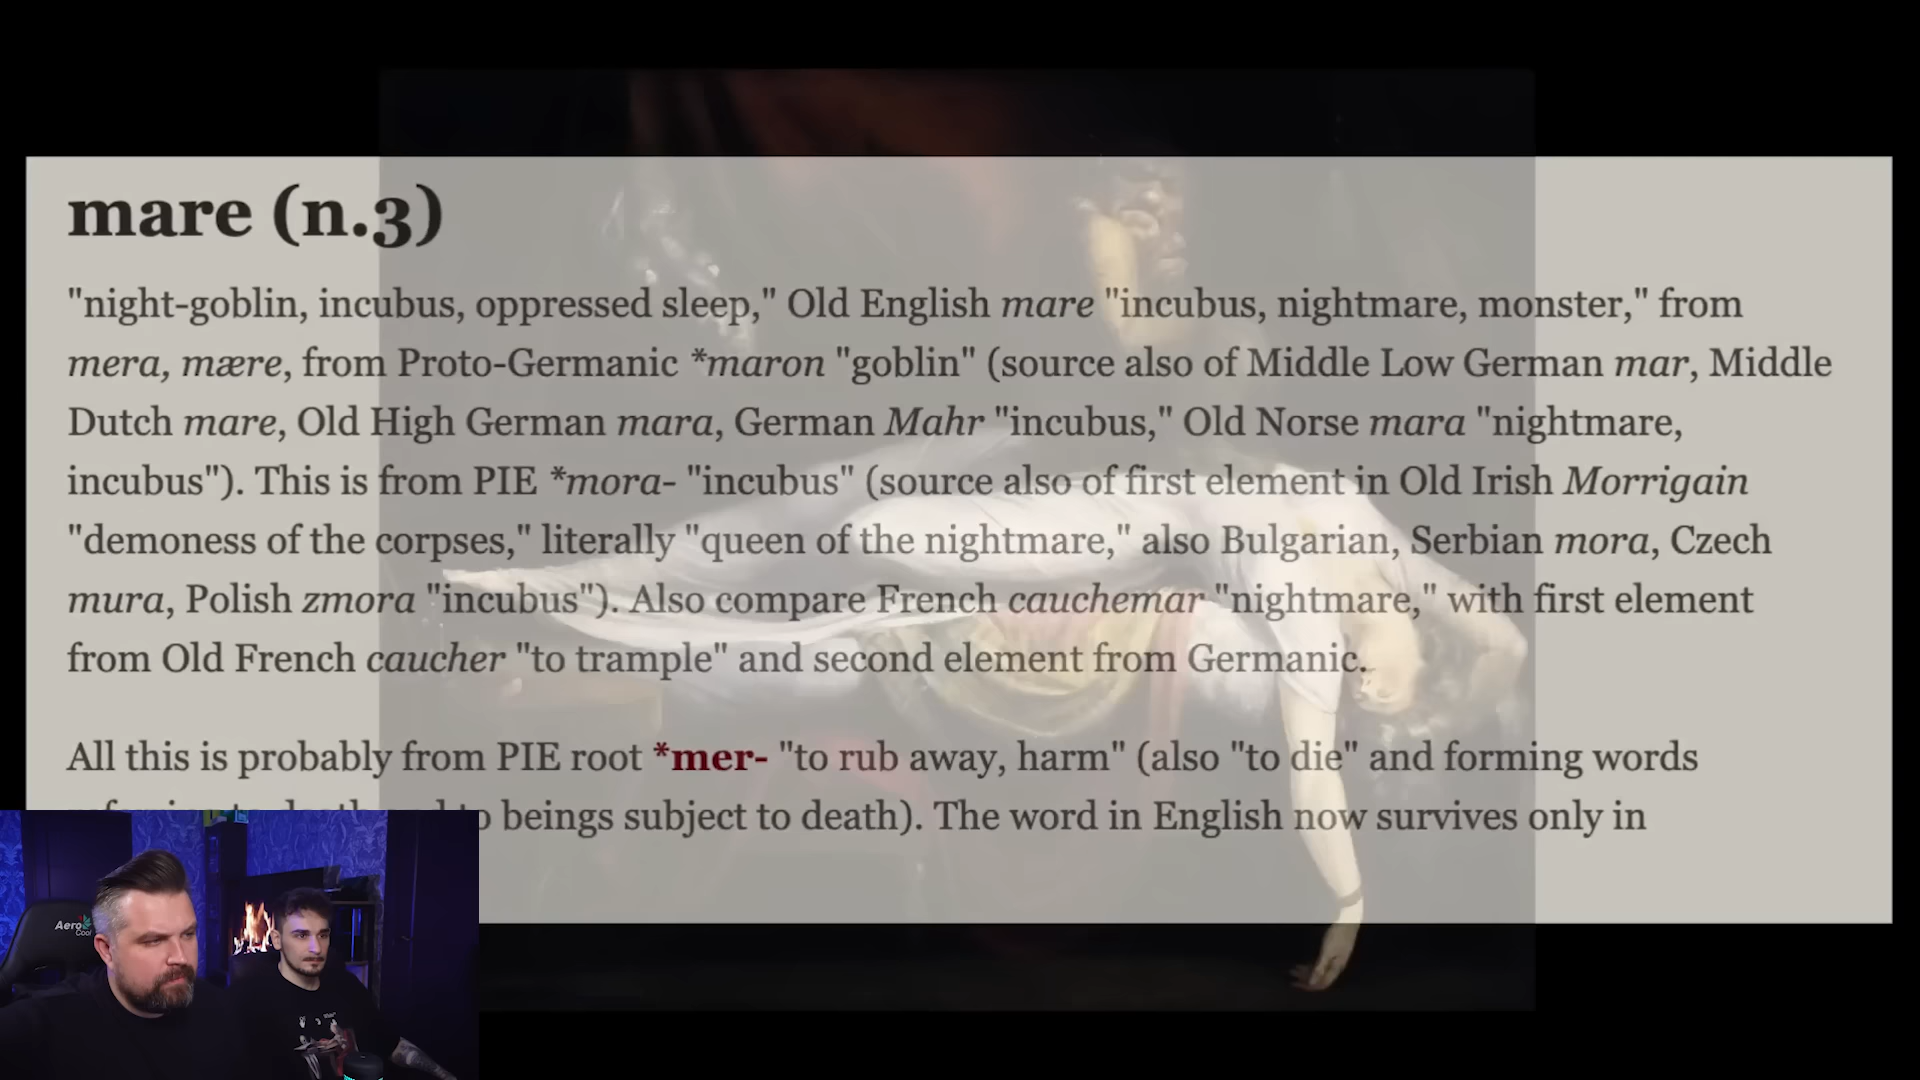 mare (n.3)
"night-goblin, incubus, oppressed sleep," Old English mare "incubus, nightmare, monster," from
mera, mære, from Proto-Germanic *maron "goblin" (source also of Middle Low German mar, Middle
Dutch mare, Old High German mara, German Mahr "incubus," Old Norse mara "nightmare,
incubus"). This is from PIE *mora- "incubus" (source also of first element in Old Irish Morrigain
"demoness of the corpses," literally "queen of the nightmare," also Bulgarian, Serbian mora, Czech
mura, Polish zmora "incubus"). Also compare French cauchemar "nightmare," with first element
from Old French caucher "to trample" and second element from Germanic.
All this is probably from PIE root *mer- "to rub away, harm" (also "to die" and forming words
beings subject to death). The word in English now survives only in
Aero
Cool